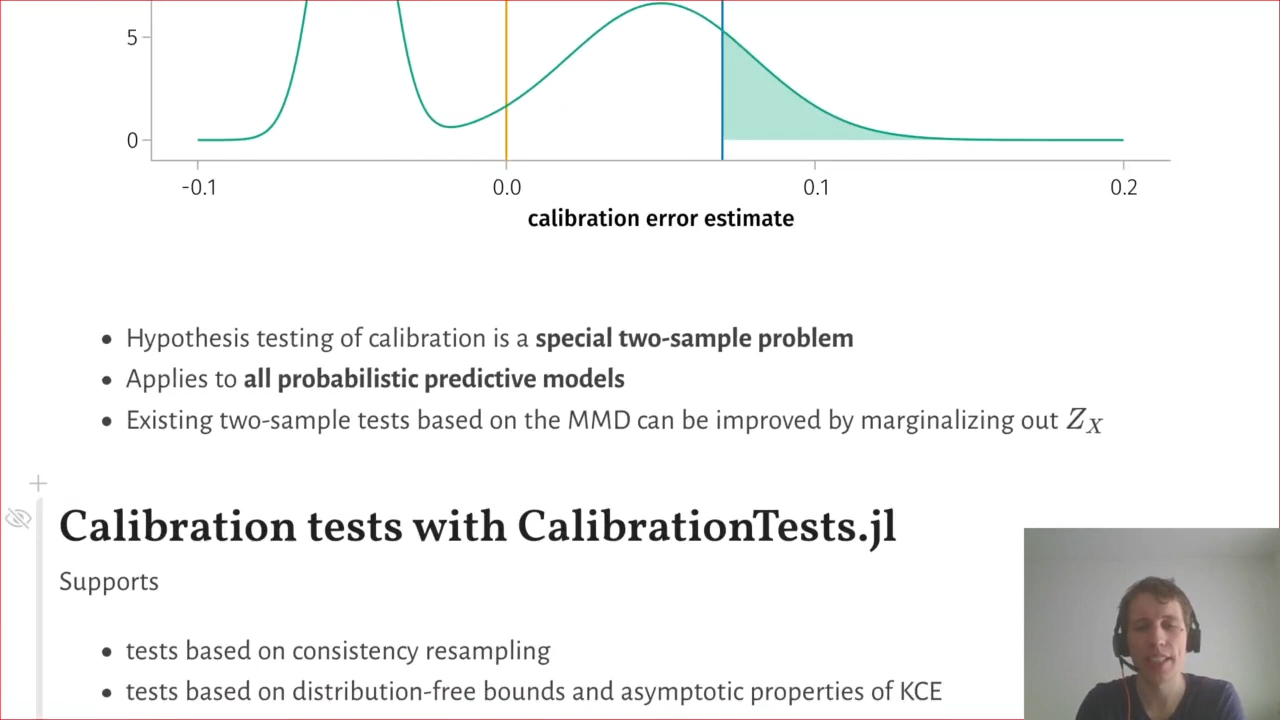 5
0
-0.1 0.0 0.1 0.2
calibration error estimate
• Hypothesis testing of calibration is a special two-sample problem
• Applies to all probabilistic predictive models
• Existing two-sample tests based on the MMD can be improved by marginalizing out Z_X
Calibration tests with CalibrationTests.jl
Supports
• tests based on consistency resampling
• tests based on distribution-free bounds and asymptotic properties of KCE